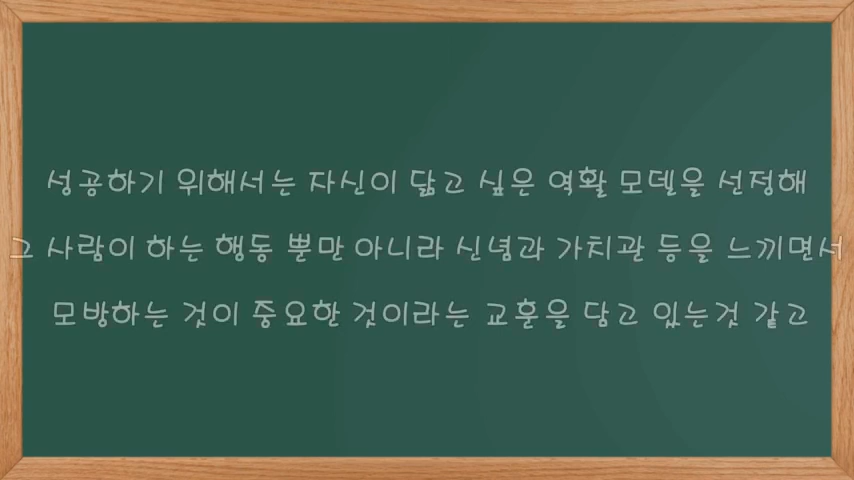 성공하기 위해서는 자신이 닮고 싶은 역활 모델을 선정해
그 사람이 하는 행동 뿐만 아니라 신념과 가치관 등을 느끼면서
모방하는 것이 중요한 것이라는 교훈을 담고 있는것 같고